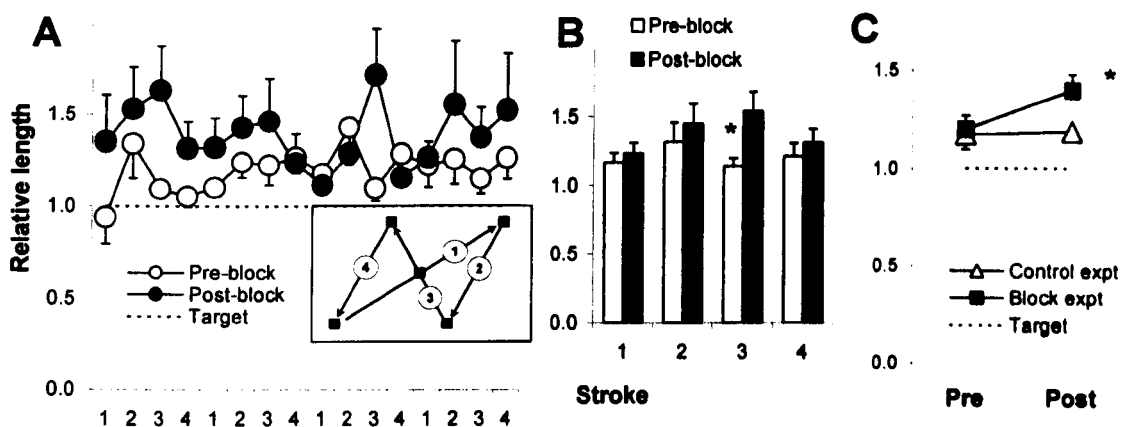 A
Relative length
1.5
1.0
0.5
0.0
Pre-block
Post-block
Target
1
2
3
4
1 2 3 4 1 2 3 4 1 2 3 4 1 2 3 4
B
Pre-block
Post-block
1.5
1.0
0.5
0.0
*
1 2 3 4
Stroke
C
1.5
1.0
0.5
0.0
*
Control expt
Block expt
Target
Pre Post